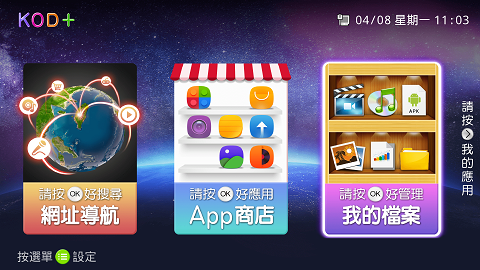 KOD+
04/08 星期一 11:03
請按 OK 好搜尋
網址導航
請按 OK 好應用
App商店
APK
請按 OK 好管理
我的檔案
請按 > 我的應用
按選單 設定